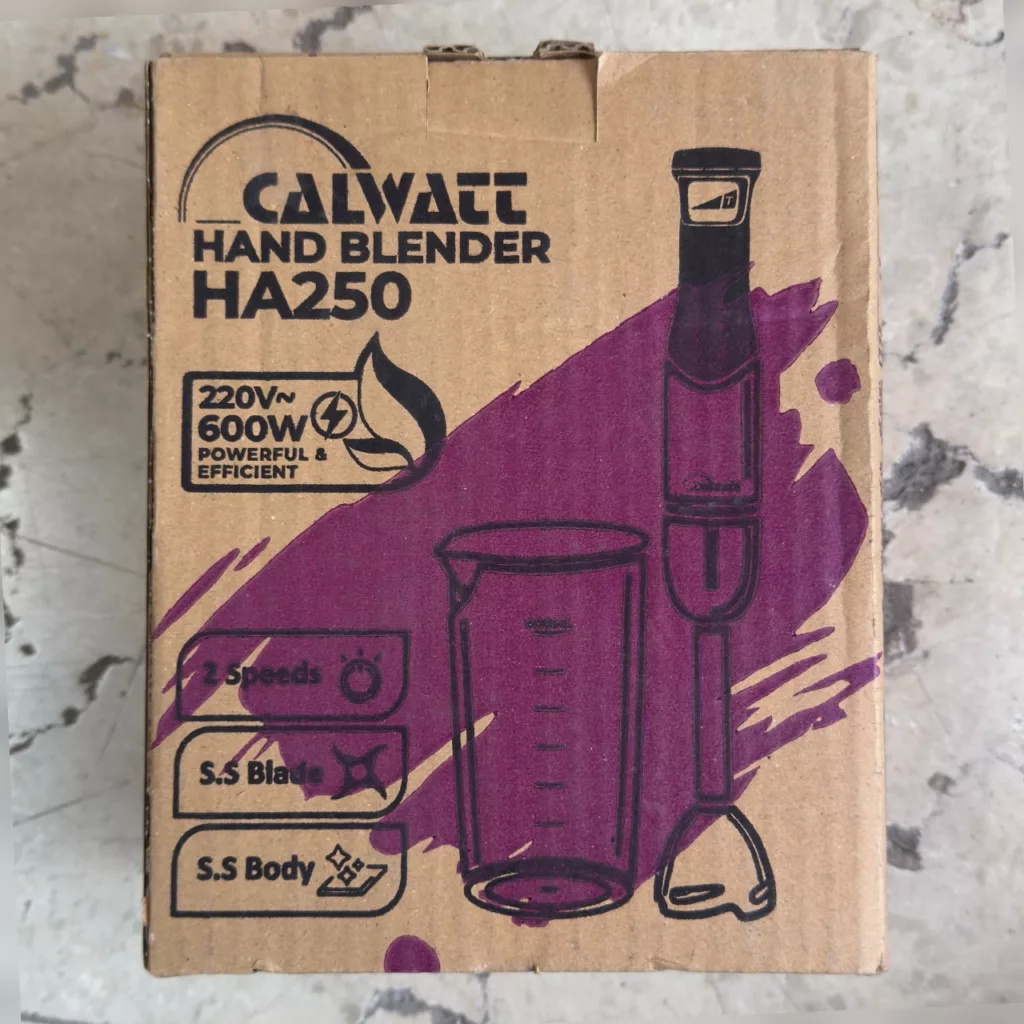 CALWATT
HAND BLENDER
HA250
220V~
600W
POWERFUL &
EFFICIENT
T
2 Speeds
S.S Blade
S.S Body